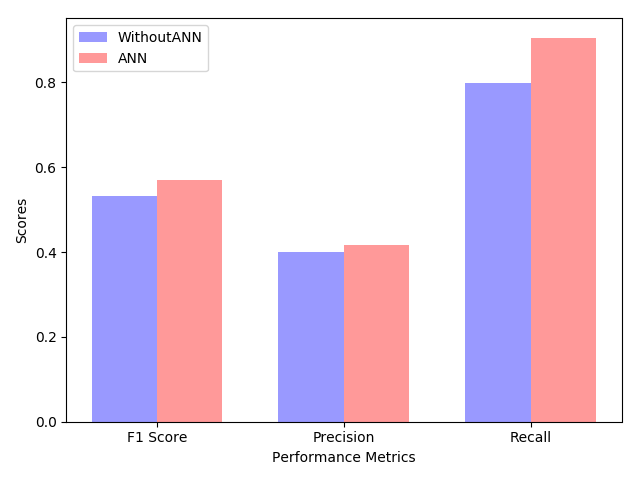 WithoutANN
ANN
0.8
0.6
0.4
0.2
0.0
Scores
F1 Score
Precision
Recall
Performance Metrics